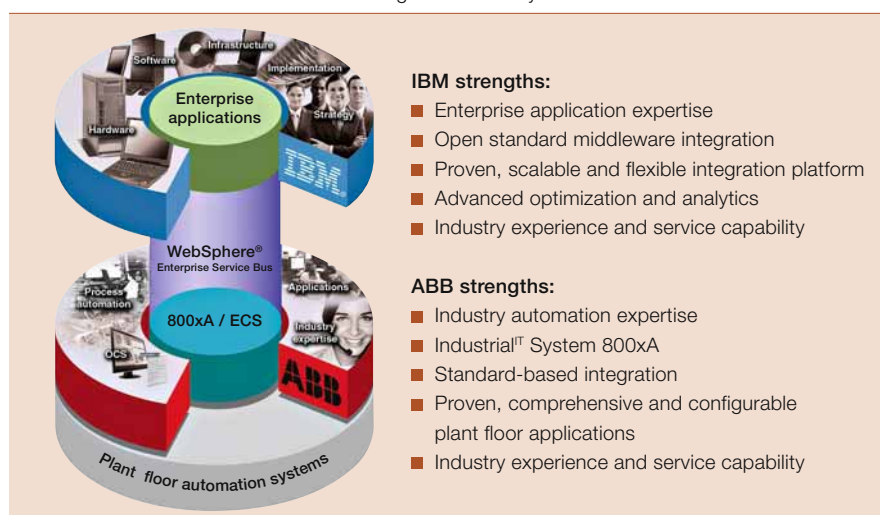 Infrastructure
Software
Implementation
Enterprise
applications
Strategy
Hardware
IBM
WebSphere®
Enterprise Service Bus
Process
automation
Applications
800xA / ECS
Industry
expertise
OCS
ABB
Plant floor automation systems
IBM strengths:
■ Enterprise application expertise
■ Open standard middleware integration
■ Proven, scalable and flexible integration platform
■ Advanced optimization and analytics
■ Industry experience and service capability
ABB strengths:
■ Industry automation expertise
■ Industrial^IT System 800xA
■ Standard-based integration
■ Proven, comprehensive and configurable
plant floor applications
■ Industry experience and service capability